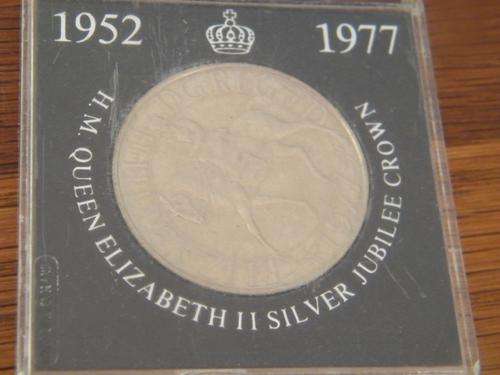 1952 1977
H.M. QUEEN ELIZABETH II SILVER JUBILEE CROWN